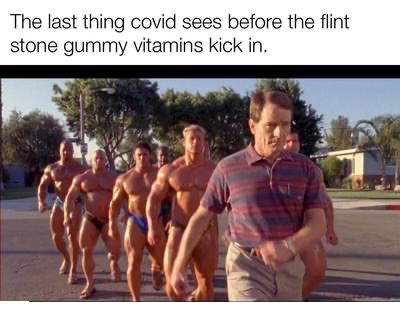 The last thing covid sees before the flint
stone gummy vitamins kick in.